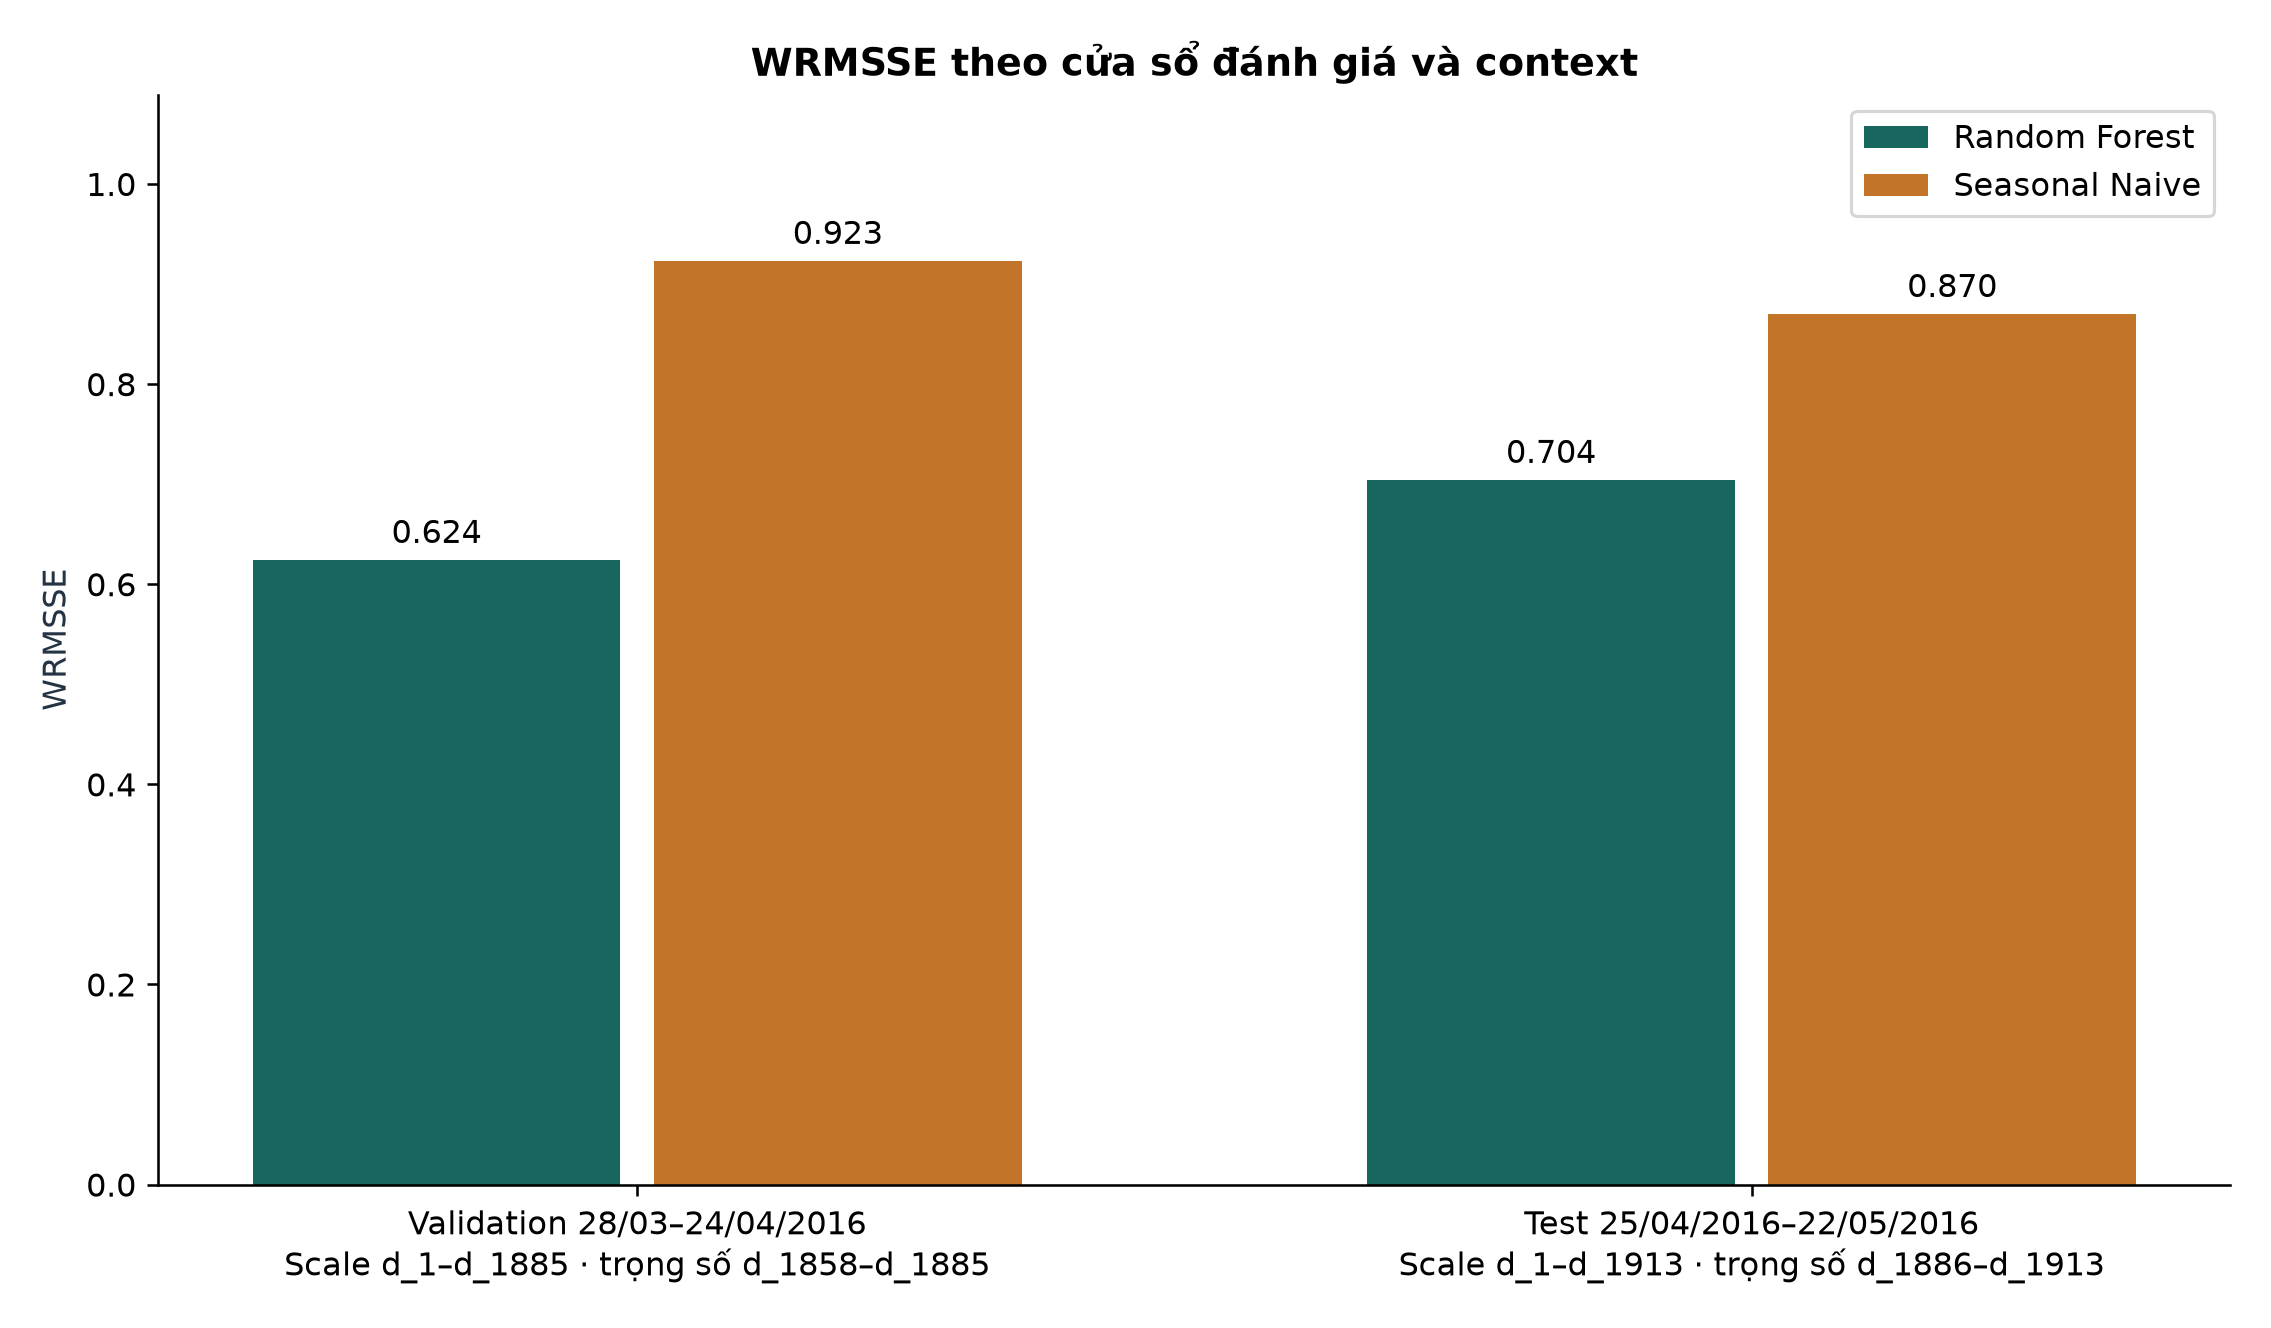 WRMSSE theo cửa sổ đánh giá và context
Random Forest
Seasonal Naive
WRMSSE
1.0
0.8
0.6
0.4
0.2
0.0
0.624
0.923
0.704
0.870
Validation 28/03–24/04/2016
Scale d_1–d_1885 · trọng số d_1858–d_1885
Test 25/04/2016–22/05/2016
Scale d_1–d_1913 · trọng số d_1886–d_1913